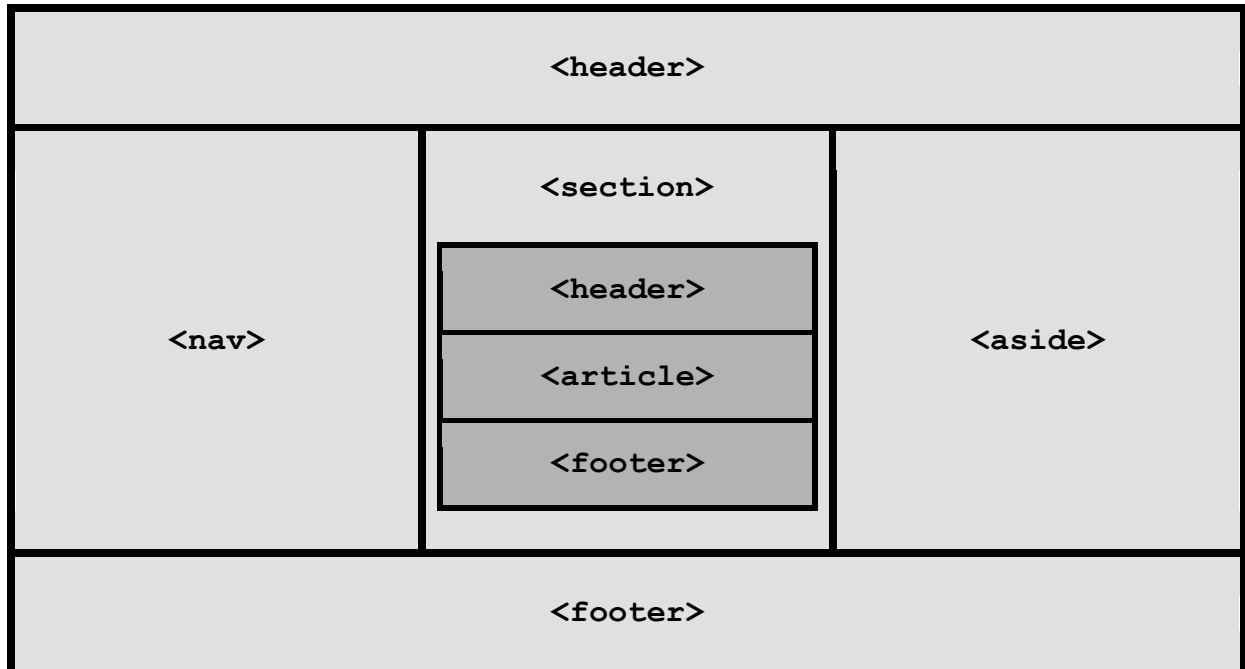 <header>
<section>
<header>
<nav>
<aside>
<article>
<footer>
<footer>